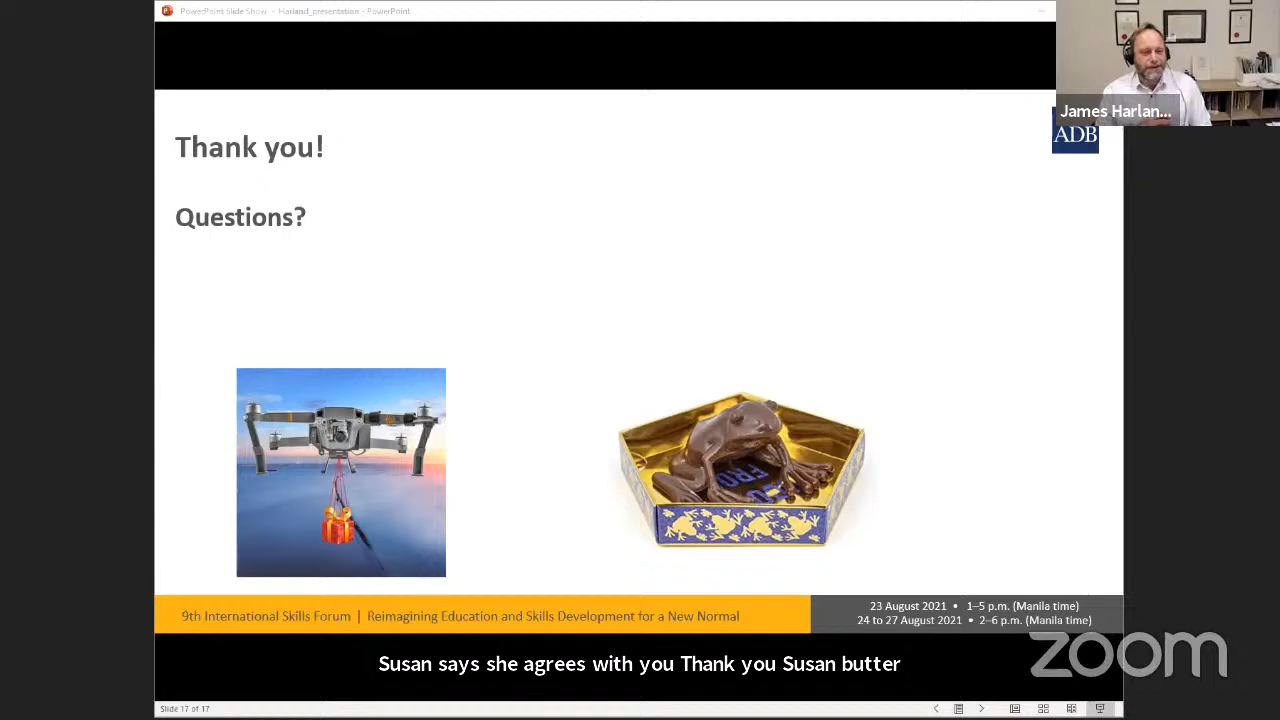 PowerPoint Slide Show - Harland_presentation - PowerPoint
James Harlan...
ADB
Thank you!
Questions?
FRO
9th International Skills Forum | Reimagining Education and Skills Development for a New Normal
23 August 2021 • 1–5 p.m. (Manila time)
24 to 27 August 2021 • 2–6 p.m. (Manila time)
Susan says she agrees with you Thank you Susan butter
zoom
Slide 17 of 17